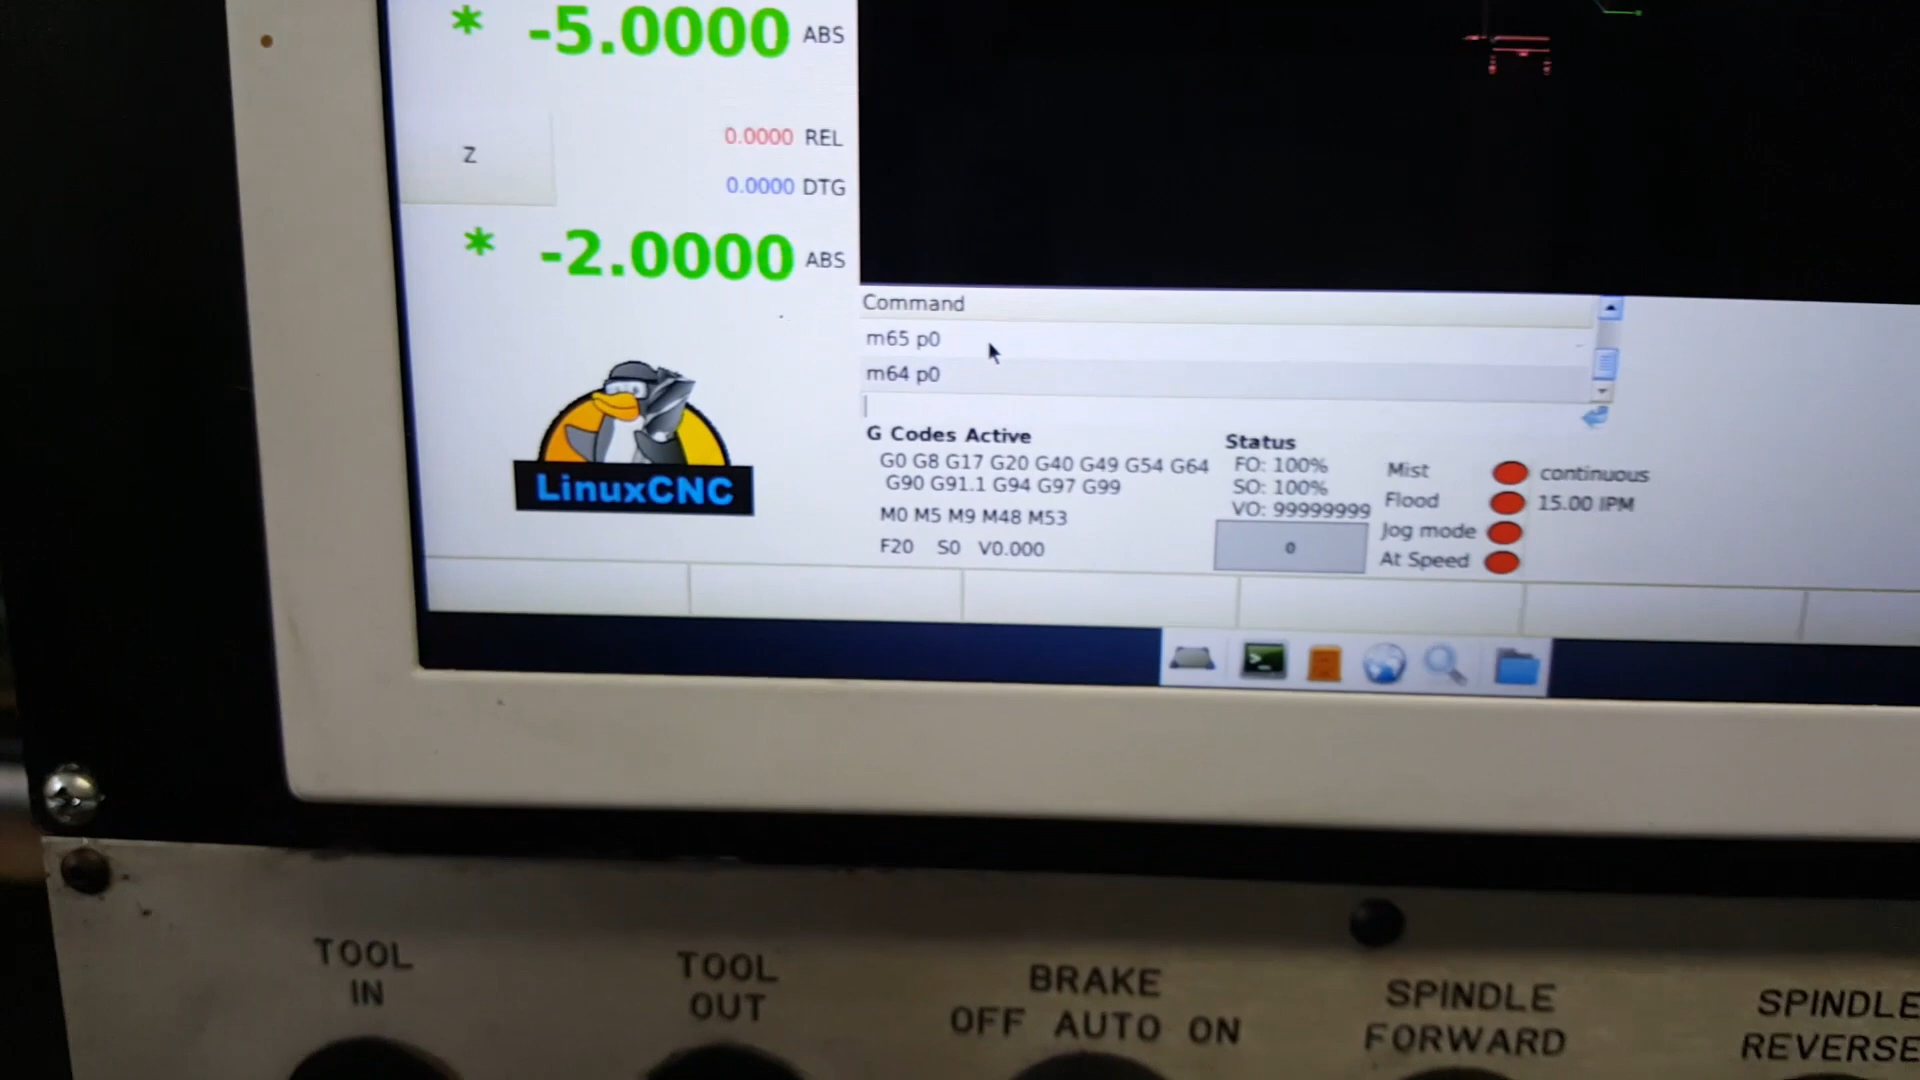 * -5.0000 ABS
0.0000 REL
Z
0.0000 DTG
* -2.0000 ABS
LinuxCNC
Command
m65 p0
m64 p0
G Codes Active
G0 G8 G17 G20 G40 G49 G54 G64
G90 G91.1 G94 G97 G99
M0 M5 M9 M48 M53
F20 S0 V0.000
Status
FO: 100%
SO: 100%
VO: 99999999
0
Mist continuous
Flood 15.00 IPM
Jog mode
At Speed
TOOL
IN
TOOL
OUT
BRAKE
OFF AUTO ON
SPINDLE
FORWARD
SPINDLE
REVERSE